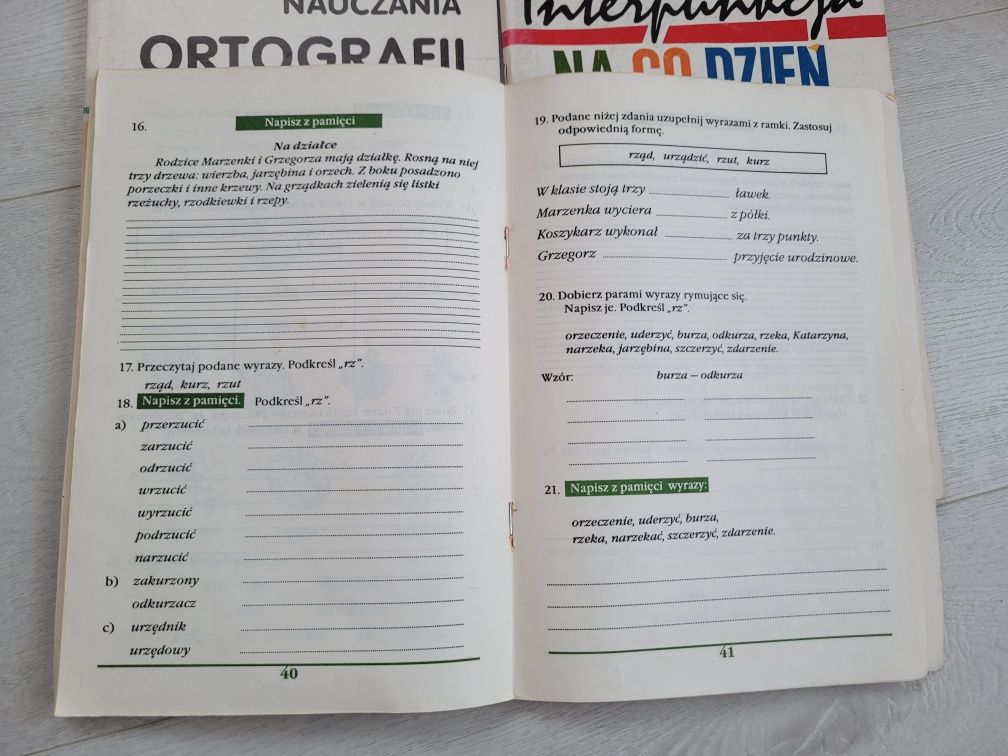 NAUCZANIA
ORTOGRAFII
Interpunkcja
NA CO DZIEŃ
16. Napisz z pamięci
Na działce
Rodzice Marzenki i Grzegorza mają działkę. Rosną na niej
trzy drzewa: wierzba, jarzębina i orzech. Z boku posadzono
porzeczki i inne krzewy. Na grządkach zielenią się listki
rzeżuchy, rzodkiewki i rzepy.
17. Przeczytaj podane wyrazy. Podkreśl „rz”.
rząd, kurz, rzut
18. Napisz z pamięci. Podkreśl „rz”.
a) przerzucić
zarzucić
odrzucić
wrzucić
wyrzucić
podrzucić
narzucić
b) zakurzony
odkurzacz
c) urzędnik
urzędowy
40
19. Podane niżej zdania uzupełnij wyrazami z ramki. Zastosuj
odpowiednią formę.
rząd, urządzić, rzut, kurz
W klasie stoją trzy ławek.
Marzenka wyciera z półki.
Koszykarz wykonał za trzy punkty.
Grzegorz przyjęcie urodzinowe.
20. Dobierz parami wyrazy rymujące się.
Napisz je. Podkreśl „rz”.
orzeczenie, uderzyć, burza, odkurza, rzeka, Katarzyna,
narzeka, jarzębina, szczerzyć, zdarzenie.
Wzór: burza – odkurza
21. Napisz z pamięci wyrazy:
orzeczenie, uderzyć, burza,
rzeka, narzekać, szczerzyć, zdarzenie.
41